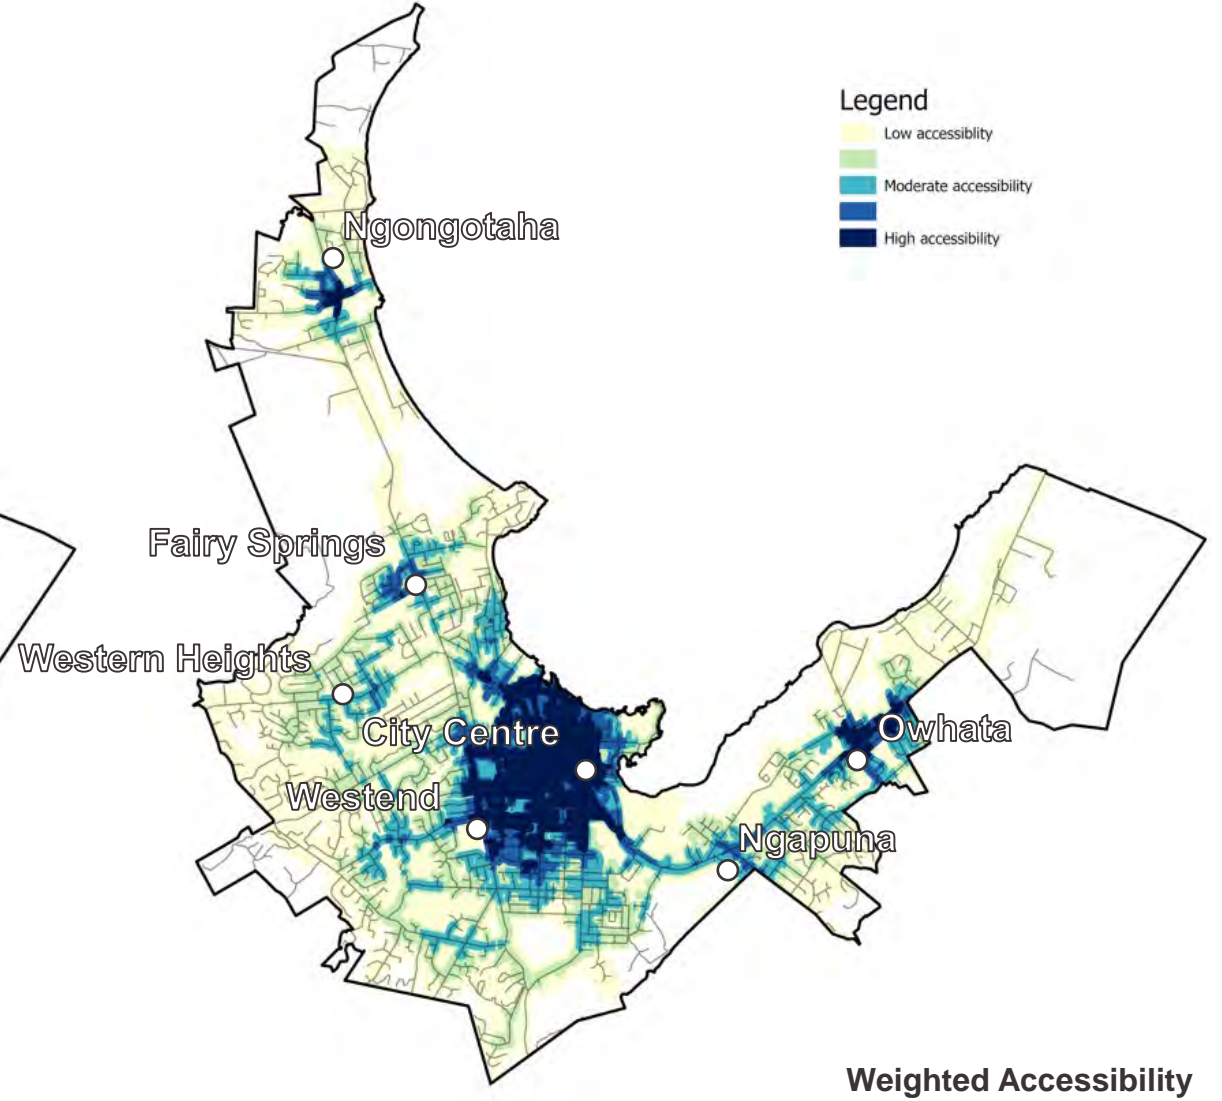 Legend
Low accessiblity
Moderate accessibility
High accessibility
Ngongotaha
Fairy Springs
Western Heights
City Centre
Owhata
Westend
Ngapuna
Weighted Accessibility